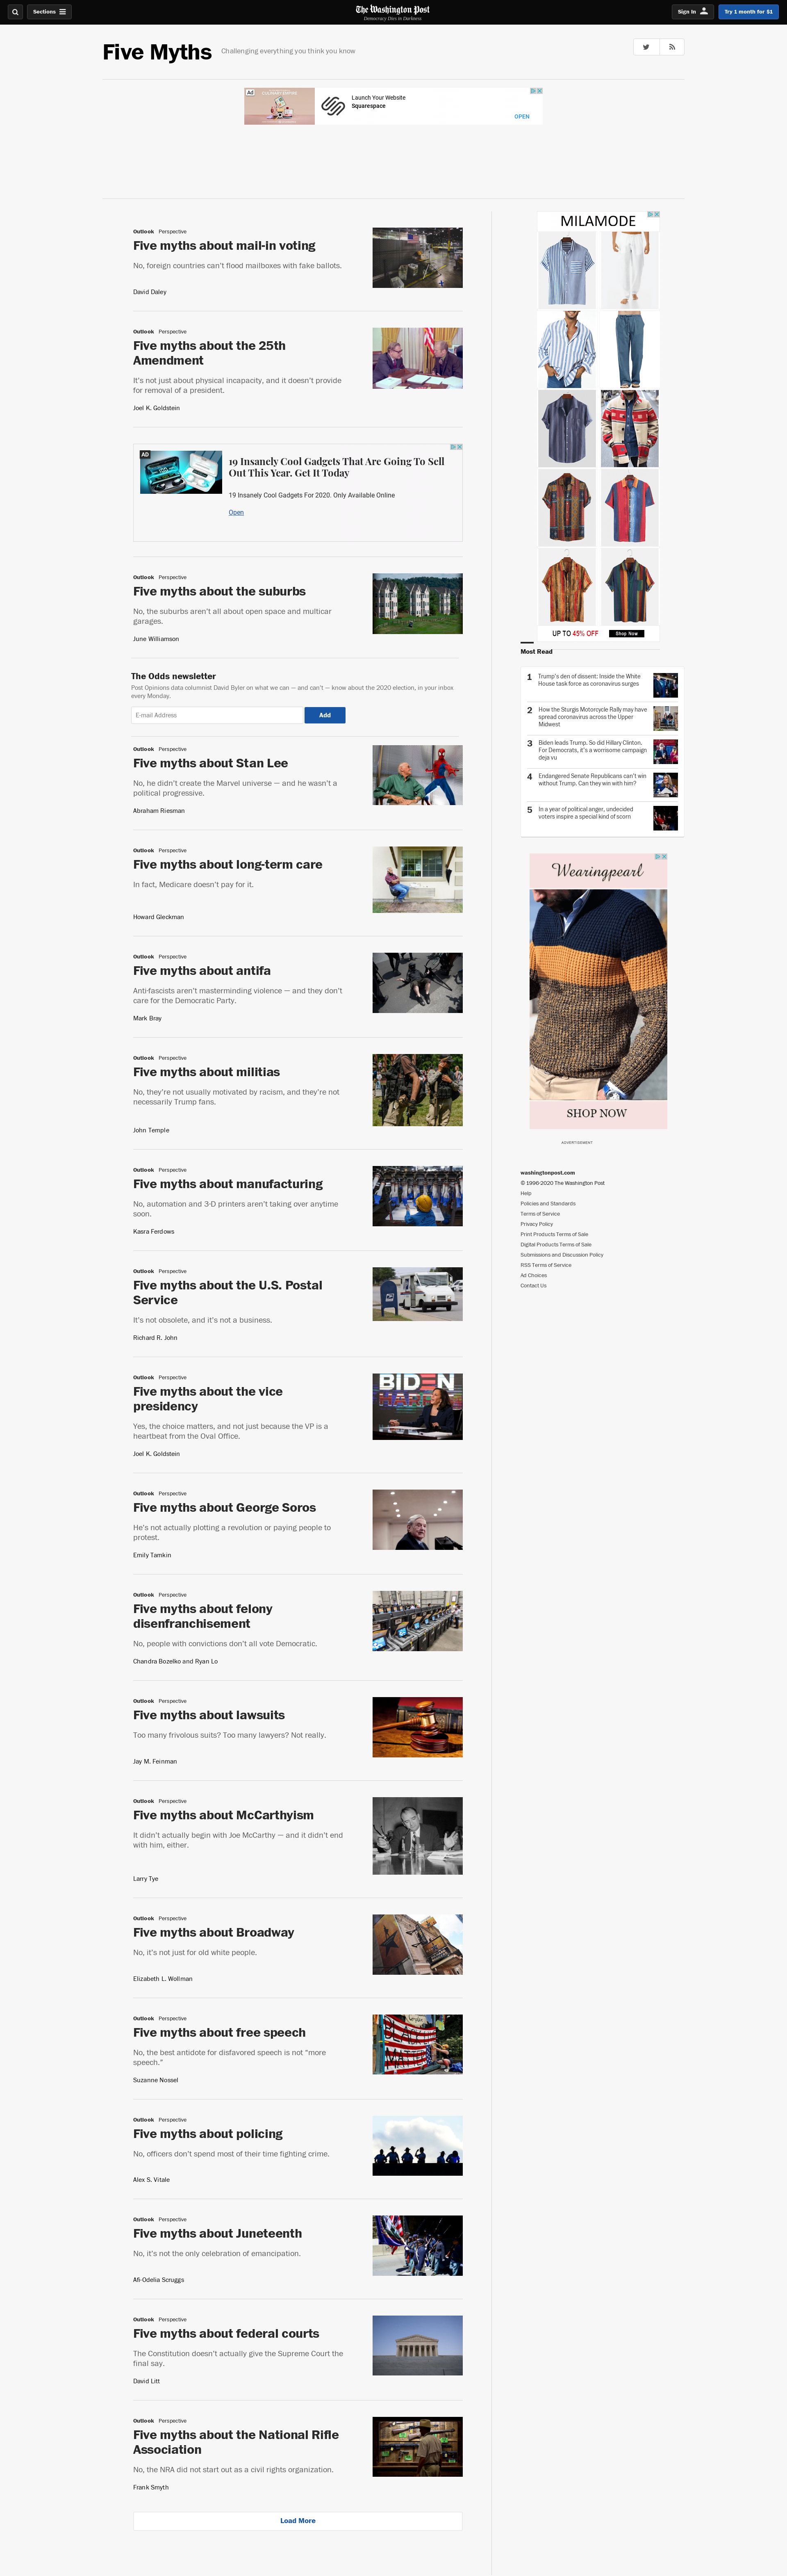 Sections
The Washington Post
Democracy Dies in Darkness
Sign In
Try 1 month for $1
Five Myths
Challenging everything you think you know
Ad
Launch Your Website
Squarespace
OPEN
Outlook Perspective
Five myths about mail-in voting
No, foreign countries can't flood mailboxes with fake ballots.
David Daley
Outlook Perspective
Five myths about the 25th
Amendment
It's not just about physical incapacity, and it doesn't provide
for removal of a president.
Joel K. Goldstein
AD
19 Insanely Cool Gadgets That Are Going To Sell
Out This Year. Get It Today
19 Insanely Cool Gadgets For 2020. Only Available Online
Open
Outlook Perspective
Five myths about the suburbs
No, the suburbs aren't all about open space and multicar
garages.
June Williamson
The Odds newsletter
Post Opinions data columnist David Byler on what we can — and can't — know about the 2020 election, in your inbox
every Monday.
E-mail Address
Add
Outlook Perspective
Five myths about Stan Lee
No, he didn't create the Marvel universe — and he wasn't a
political progressive.
Abraham Riesman
Outlook Perspective
Five myths about long-term care
In fact, Medicare doesn't pay for it.
Howard Gleckman
Outlook Perspective
Five myths about antifa
Anti-fascists aren't masterminding violence — and they don't
care for the Democratic Party.
Mark Bray
Outlook Perspective
Five myths about militias
No, they're not usually motivated by racism, and they're not
necessarily Trump fans.
John Temple
Outlook Perspective
Five myths about manufacturing
No, automation and 3-D printers aren't taking over anytime
soon.
Kasra Ferdows
Outlook Perspective
Five myths about the U.S. Postal
Service
It's not obsolete, and it's not a business.
Richard R. John
Outlook Perspective
Five myths about the vice
presidency
Yes, the choice matters, and not just because the VP is a
heartbeat from the Oval Office.
Joel K. Goldstein
BIDEN
Outlook Perspective
Five myths about George Soros
He's not actually plotting a revolution or paying people to
protest.
Emily Tamkin
Outlook Perspective
Five myths about felony
disenfranchisement
No, people with convictions don't all vote Democratic.
Chandra Bozelko and Ryan Lo
Outlook Perspective
Five myths about lawsuits
Too many frivolous suits? Too many lawyers? Not really.
Jay M. Feinman
Outlook Perspective
Five myths about McCarthyism
It didn't actually begin with Joe McCarthy — and it didn't end
with him, either.
Larry Tye
Outlook Perspective
Five myths about Broadway
No, it's not just for old white people.
Elizabeth L. Wollman
Outlook Perspective
Five myths about free speech
No, the best antidote for disfavored speech is not "more
speech."
Suzanne Nossel
Outlook Perspective
Five myths about policing
No, officers don't spend most of their time fighting crime.
Alex S. Vitale
Outlook Perspective
Five myths about Juneteenth
No, it's not the only celebration of emancipation.
Afi-Odelia Scruggs
Outlook Perspective
Five myths about federal courts
The Constitution doesn't actually give the Supreme Court the
final say.
David Litt
Outlook Perspective
Five myths about the National Rifle
Association
No, the NRA did not start out as a civil rights organization.
Frank Smyth
Load More
MILAMODE
UP TO 45% OFF
Shop Now
Most Read
1 Trump's den of dissent: Inside the White
House task force as coronavirus surges
2 How the Sturgis Motorcycle Rally may have
spread coronavirus across the Upper
Midwest
3 Biden leads Trump. So did Hillary Clinton.
For Democrats, it's a worrisome campaign
deja vu
4 Endangered Senate Republicans can't win
without Trump. Can they win with him?
5 In a year of political anger, undecided
voters inspire a special kind of scorn
Wearingpearl
SHOP NOW
ADVERTISEMENT
washingtonpost.com
© 1996-2020 The Washington Post
Help
Policies and Standards
Terms of Service
Privacy Policy
Print Products Terms of Sale
Digital Products Terms of Sale
Submissions and Discussion Policy
RSS Terms of Service
Ad Choices
Contact Us